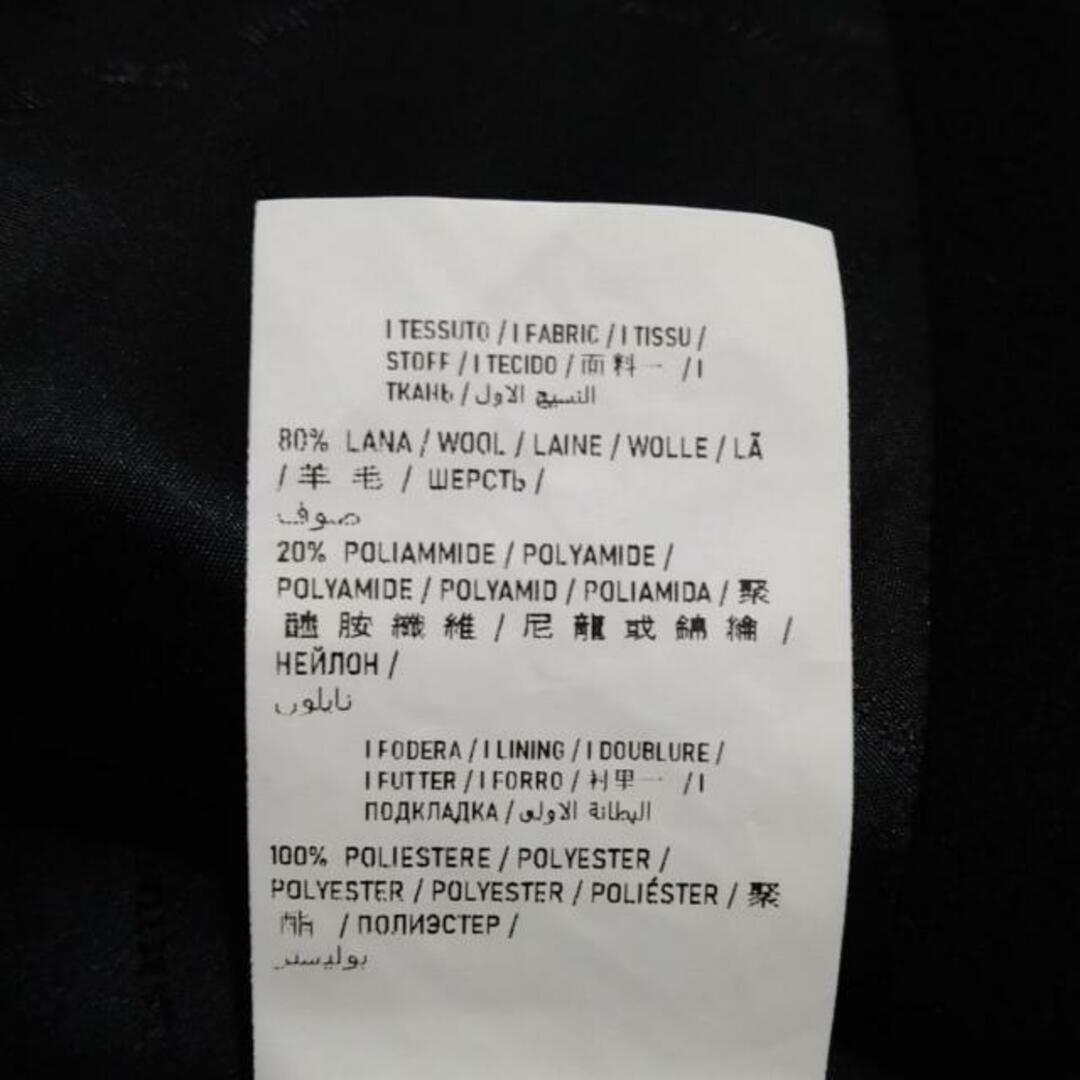 I TESSUTO / I FABRIC / I TISSU /
STOFF / I TECIDO / 面料一 / I
ТКАНЬ / النسيج الاول
80% LANA / WOOL / LAINE / WOLLE / LÃ
/ 羊毛 / ШЕРСТЬ /
صوف
20% POLIAMMIDE / POLYAMIDE /
POLYAMIDE / POLYAMID / POLIAMIDA / 聚
醯胺纖維 / 尼龍或錦綸 /
НЕЙЛОН /
نايلون
I FODERA / I LINING / I DOUBLURE /
I FUTTER / I FORRO / 衬里一 / I
ПОДКЛАДКА / البطانة الاولى
100% POLIESTERE / POLYESTER /
POLYESTER / POLYESTER / POLIÉSTER / 聚
酯 / ПОЛИЭСТЕР /
بوليستر